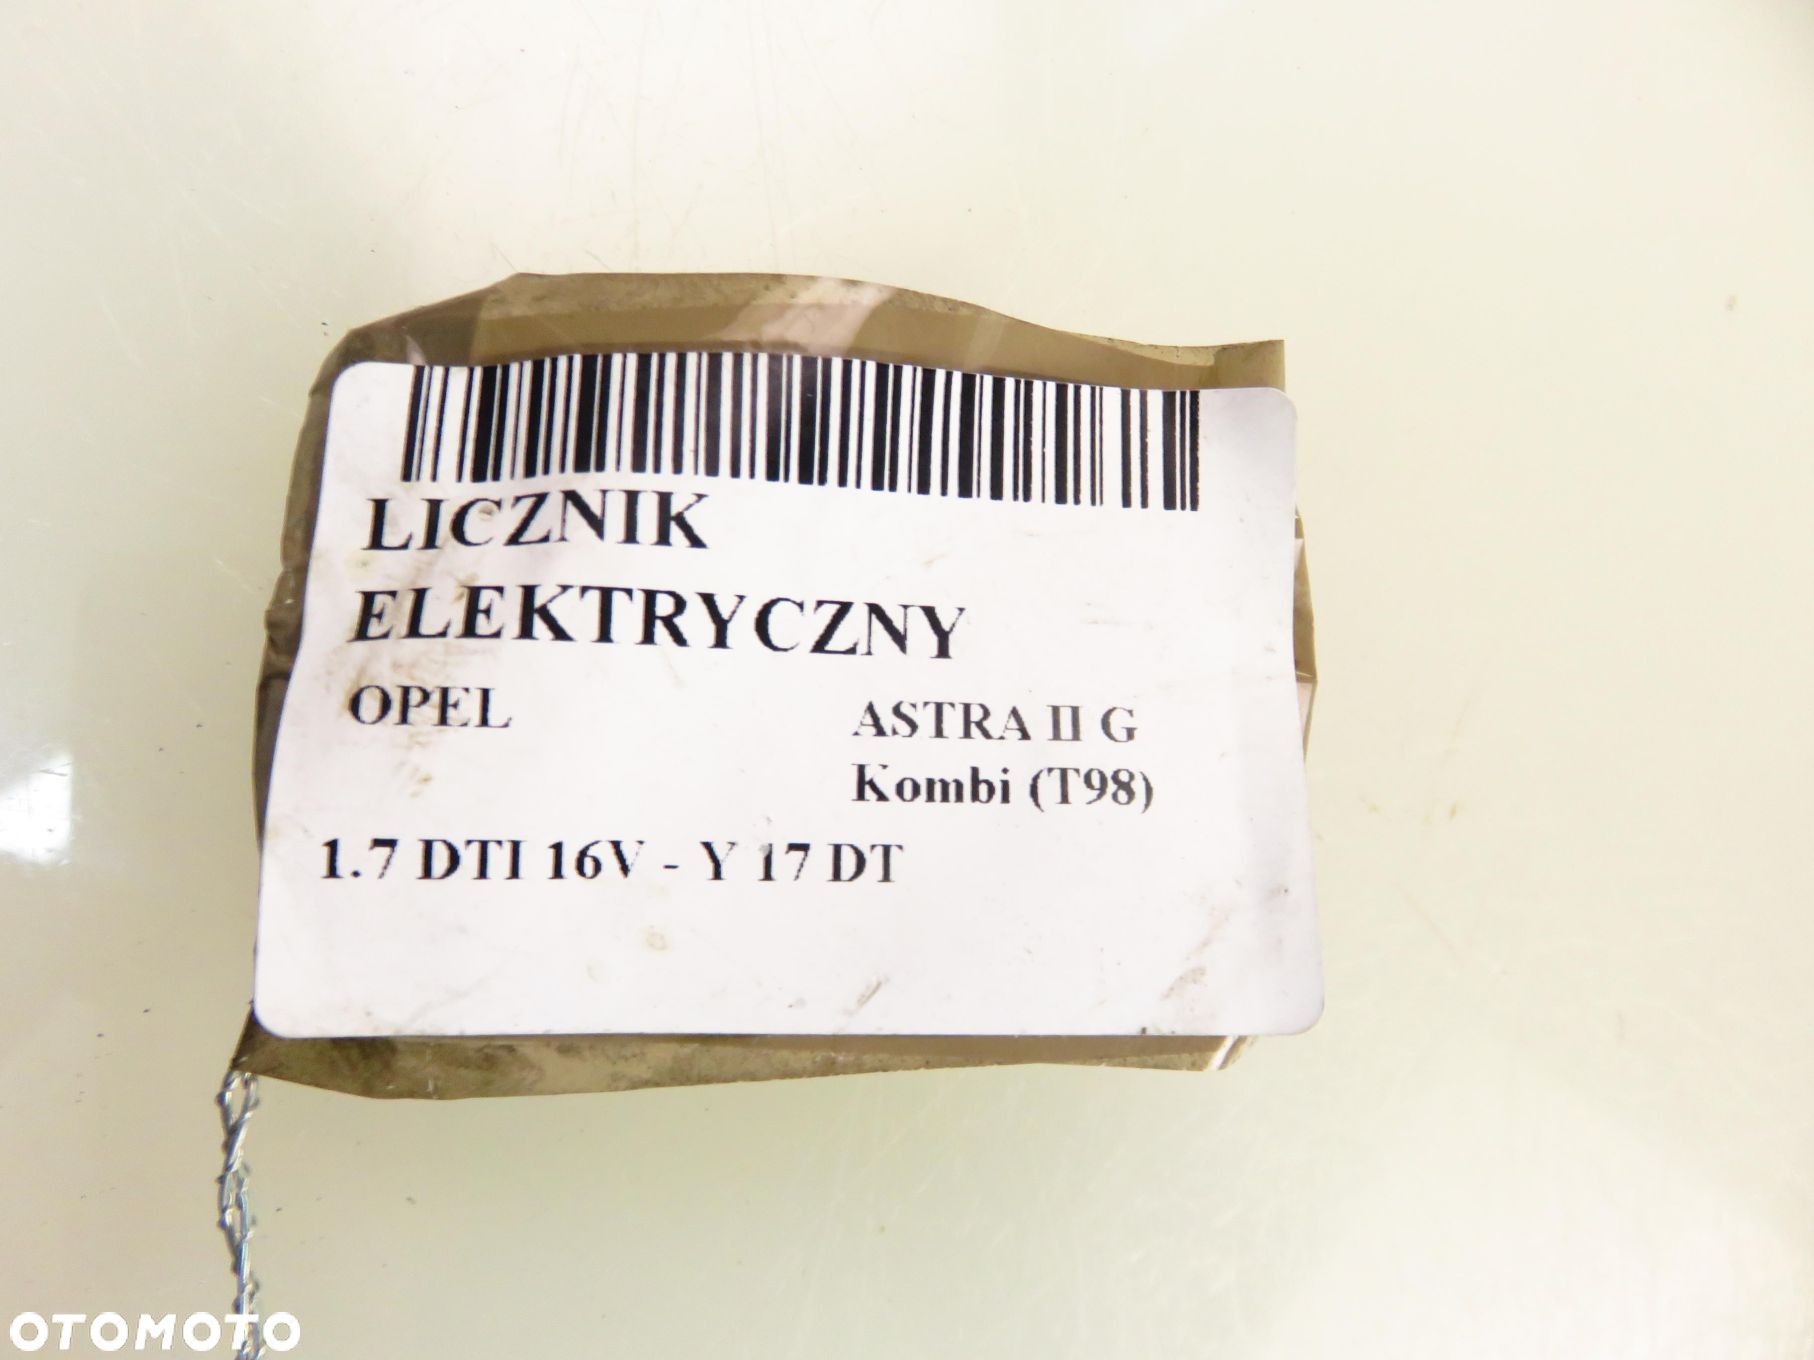 LICZNIK
ELEKTRYCZNY
OPEL ASTRA II G
Kombi (T98)
1.7 DTI 16V - Y 17 DT
OTOMOTO